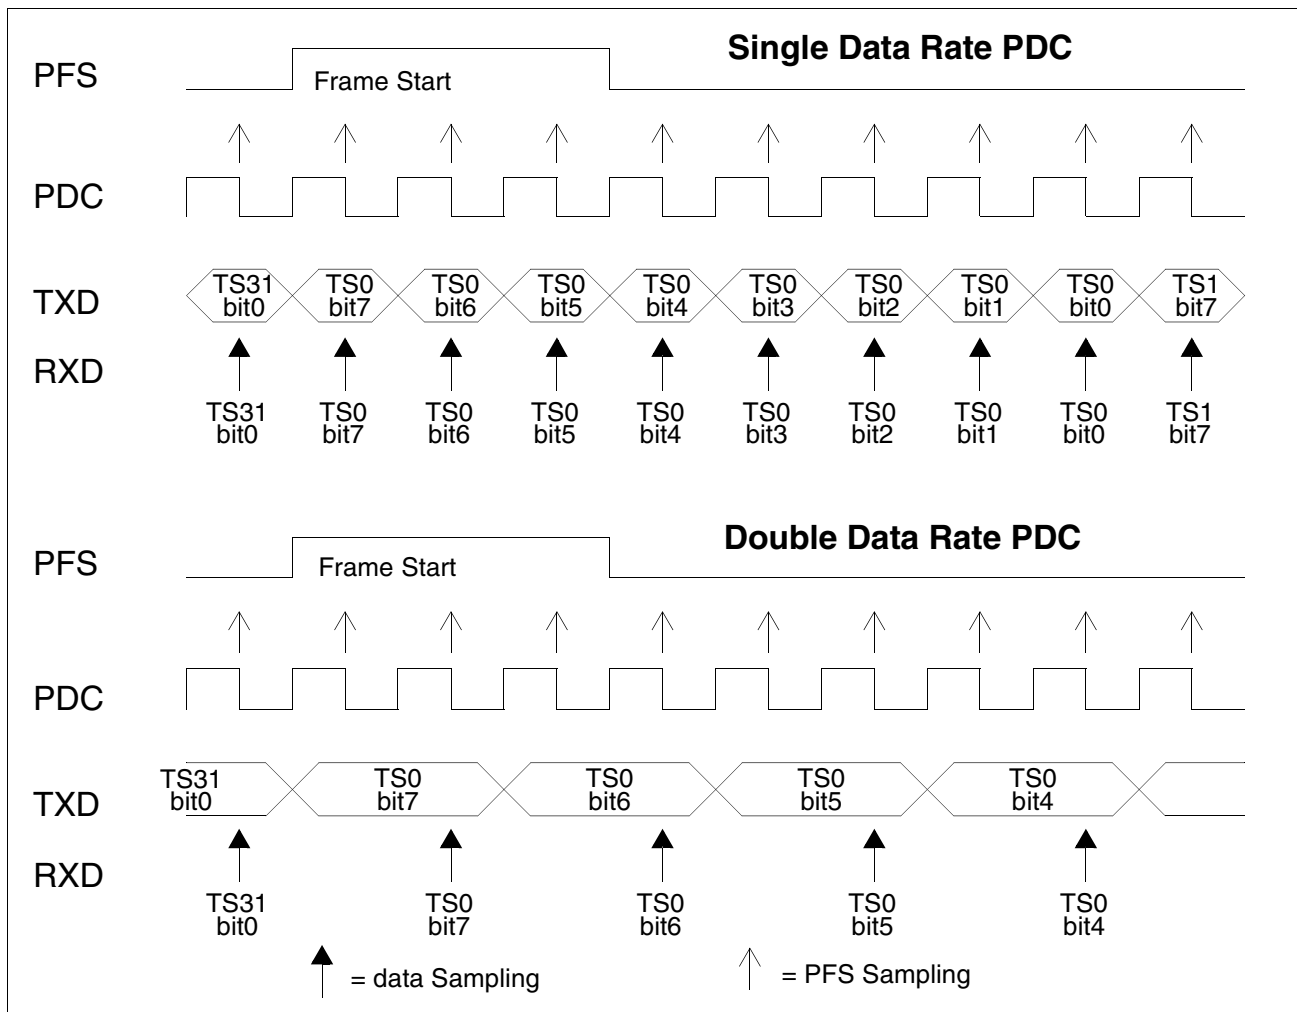 Single Data Rate PDC
PFS
Frame Start
PDC
TXD
TS31 TS0 TS0 TS0 TS0 TS0 TS0 TS0 TS0 TS1
bit0 bit7 bit6 bit5 bit4 bit3 bit2 bit1 bit0 bit7
RXD
TS31 TS0 TS0 TS0 TS0 TS0 TS0 TS0 TS0 TS1
bit0 bit7 bit6 bit5 bit4 bit3 bit2 bit1 bit0 bit7
Double Data Rate PDC
PFS
Frame Start
PDC
TXD
TS31 TS0 TS0 TS0 TS0
bit0 bit7 bit6 bit5 bit4
RXD
TS31 TS0 TS0 TS0 TS0
bit0 bit7 bit6 bit5 bit4
= data Sampling
= PFS Sampling